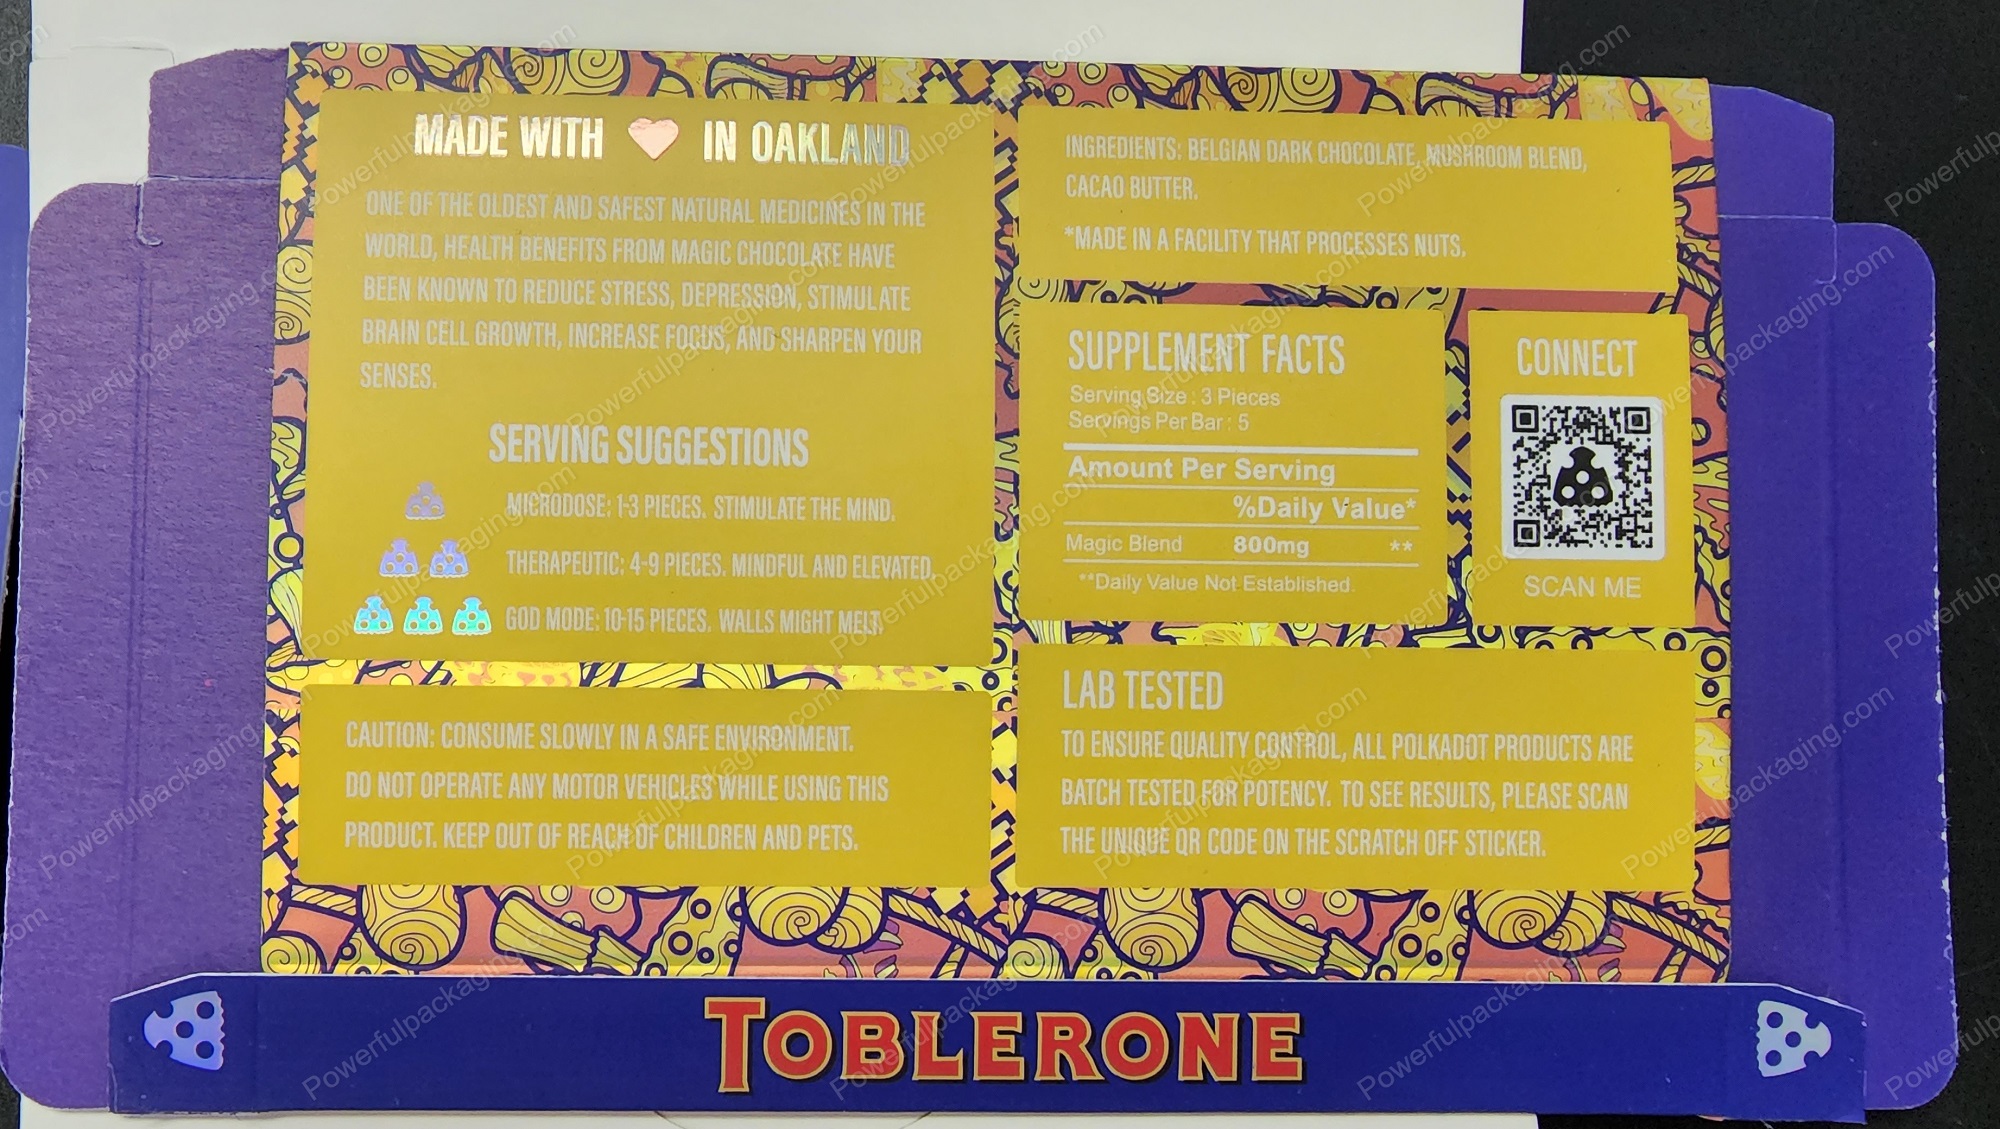 MADE WITH ❤ IN OAKLAND
ONE OF THE OLDEST AND SAFEST NATURAL MEDICINES IN THE
WORLD, HEALTH BENEFITS FROM MAGIC CHOCOLATE HAVE
BEEN KNOWN TO REDUCE STRESS, DEPRESSION, STIMULATE
BRAIN CELL GROWTH, INCREASE FOCUS, AND SHARPEN YOUR
SENSES.
SERVING SUGGESTIONS
MICRODOSE: 1-3 PIECES. STIMULATE THE MIND.
THERAPEUTIC: 4-9 PIECES. MINDFUL AND ELEVATED.
GOD MODE: 10-15 PIECES. WALLS MIGHT MELT.
CAUTION: CONSUME SLOWLY IN A SAFE ENVIRONMENT.
DO NOT OPERATE ANY MOTOR VEHICLES WHILE USING THIS
PRODUCT. KEEP OUT OF REACH OF CHILDREN AND PETS.
INGREDIENTS: BELGIAN DARK CHOCOLATE, MUSHROOM BLEND,
CACAO BUTTER.
*MADE IN A FACILITY THAT PROCESSES NUTS.
SUPPLEMENT FACTS
Serving Size : 3 Pieces
Servings Per Bar : 5
Amount Per Serving
%Daily Value*
Magic Blend 800mg **
**Daily Value Not Established.
CONNECT
SCAN ME
LAB TESTED
TO ENSURE QUALITY CONTROL, ALL POLKADOT PRODUCTS ARE
BATCH TESTED FOR POTENCY. TO SEE RESULTS, PLEASE SCAN
THE UNIQUE QR CODE ON THE SCRATCH OFF STICKER.
TOBLERONE
Powerfulpackaging.com